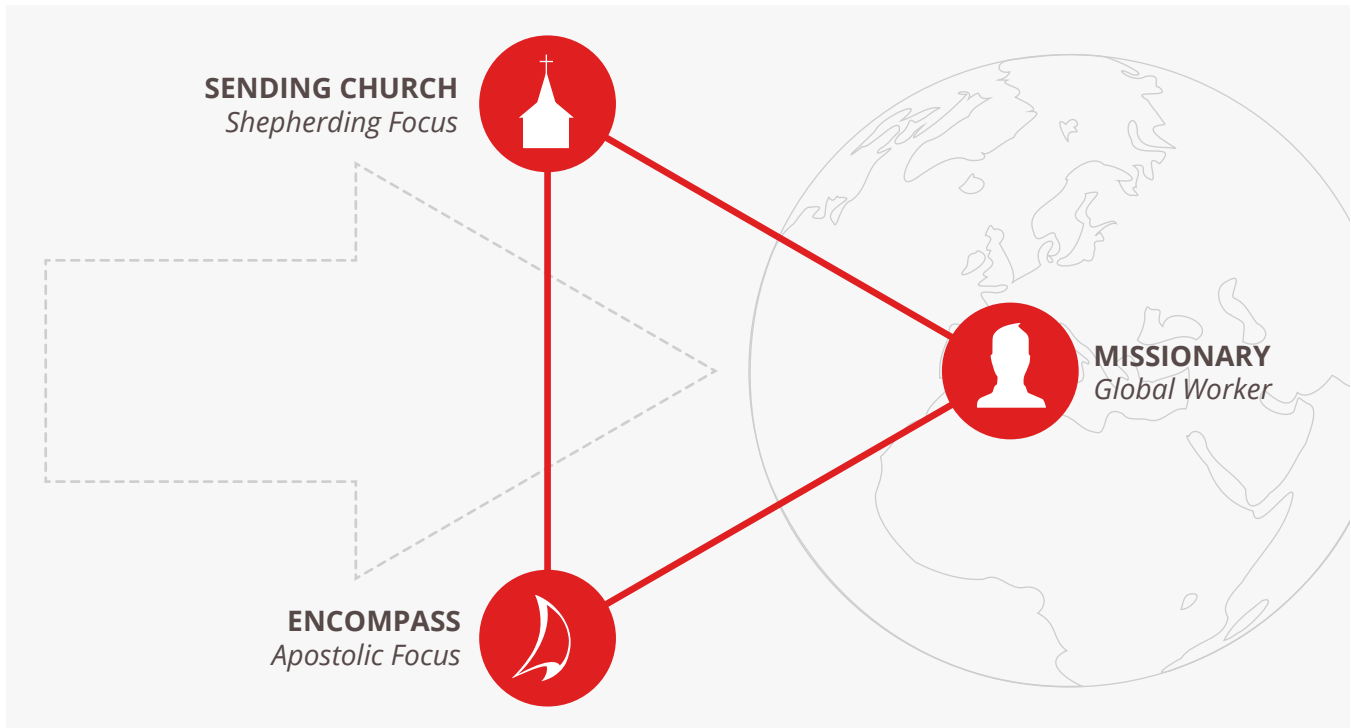 SENDING CHURCH
Shepherding Focus
MISSIONARY
Global Worker
ENCOMPASS
Apostolic Focus